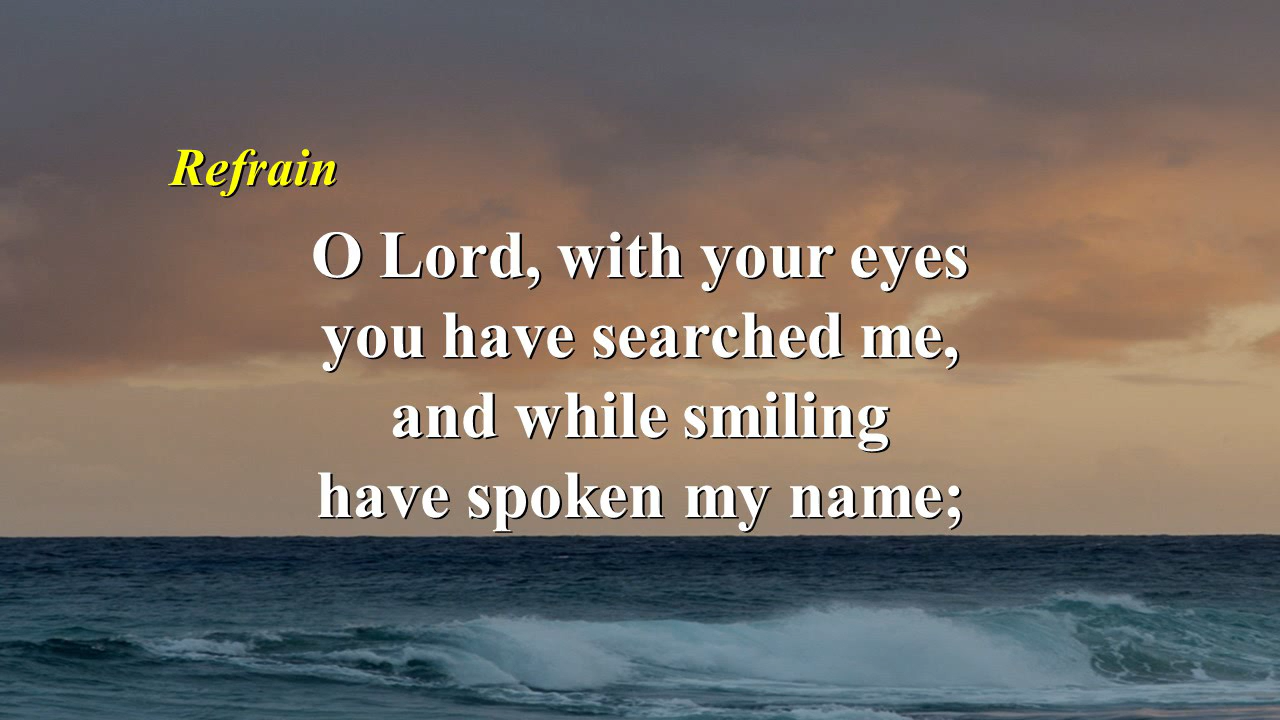 Refrain
O Lord, with your eyes
you have searched me,
and while smiling
have spoken my name;